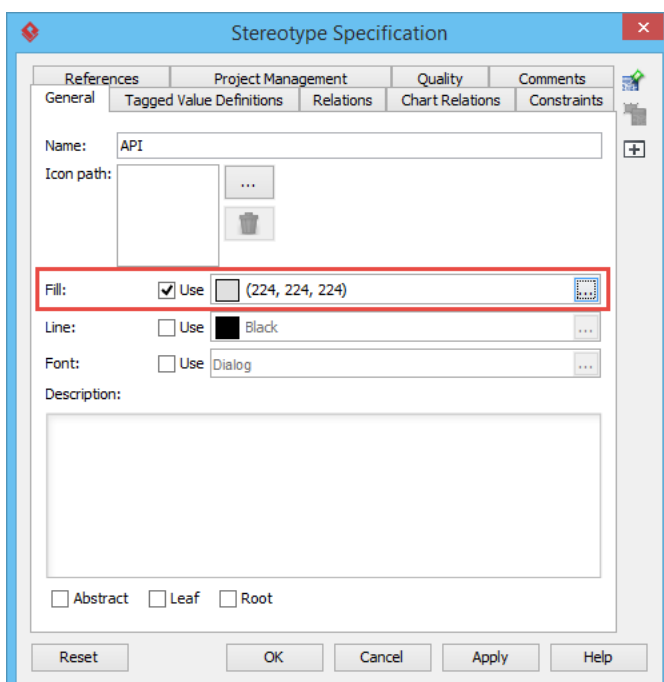 Stereotype Specification
References Project Management Quality Comments
General Tagged Value Definitions Relations Chart Relations Constraints
Name: API
Icon path: ...
Fill: Use (224, 224, 224) ...
Line: Use Black ...
Font: Use Dialog ...
Description:
Abstract Leaf Root
Reset OK Cancel Apply Help